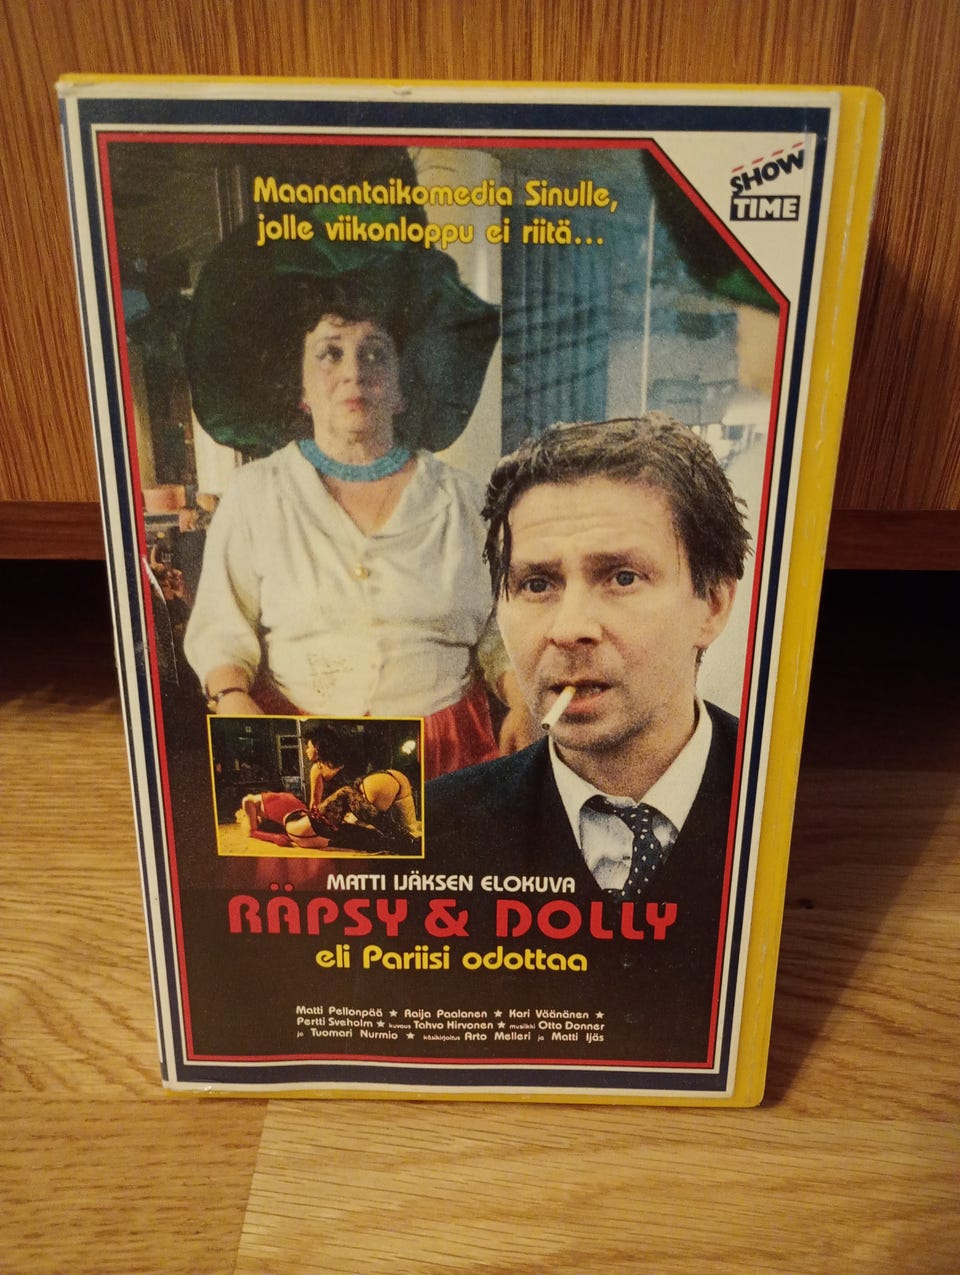 Maanantaikomedia Sinulle,
jolle viikonloppu ei riitä...
SHOW
TIME
MATTI IJÄKSEN ELOKUVA
RÄPSY & DOLLY
eli Pariisi odottaa
Matti Pellonpää ★ Raija Paalanen ★ Kari Väänänen ★
Pertti Sveholm ★ kuvaus Tahvo Hirvonen ★ musiikki Otto Donner
ja Tuomari Nurmio ★ käsikirjoitus Arto Melleri ja Matti Ijäs